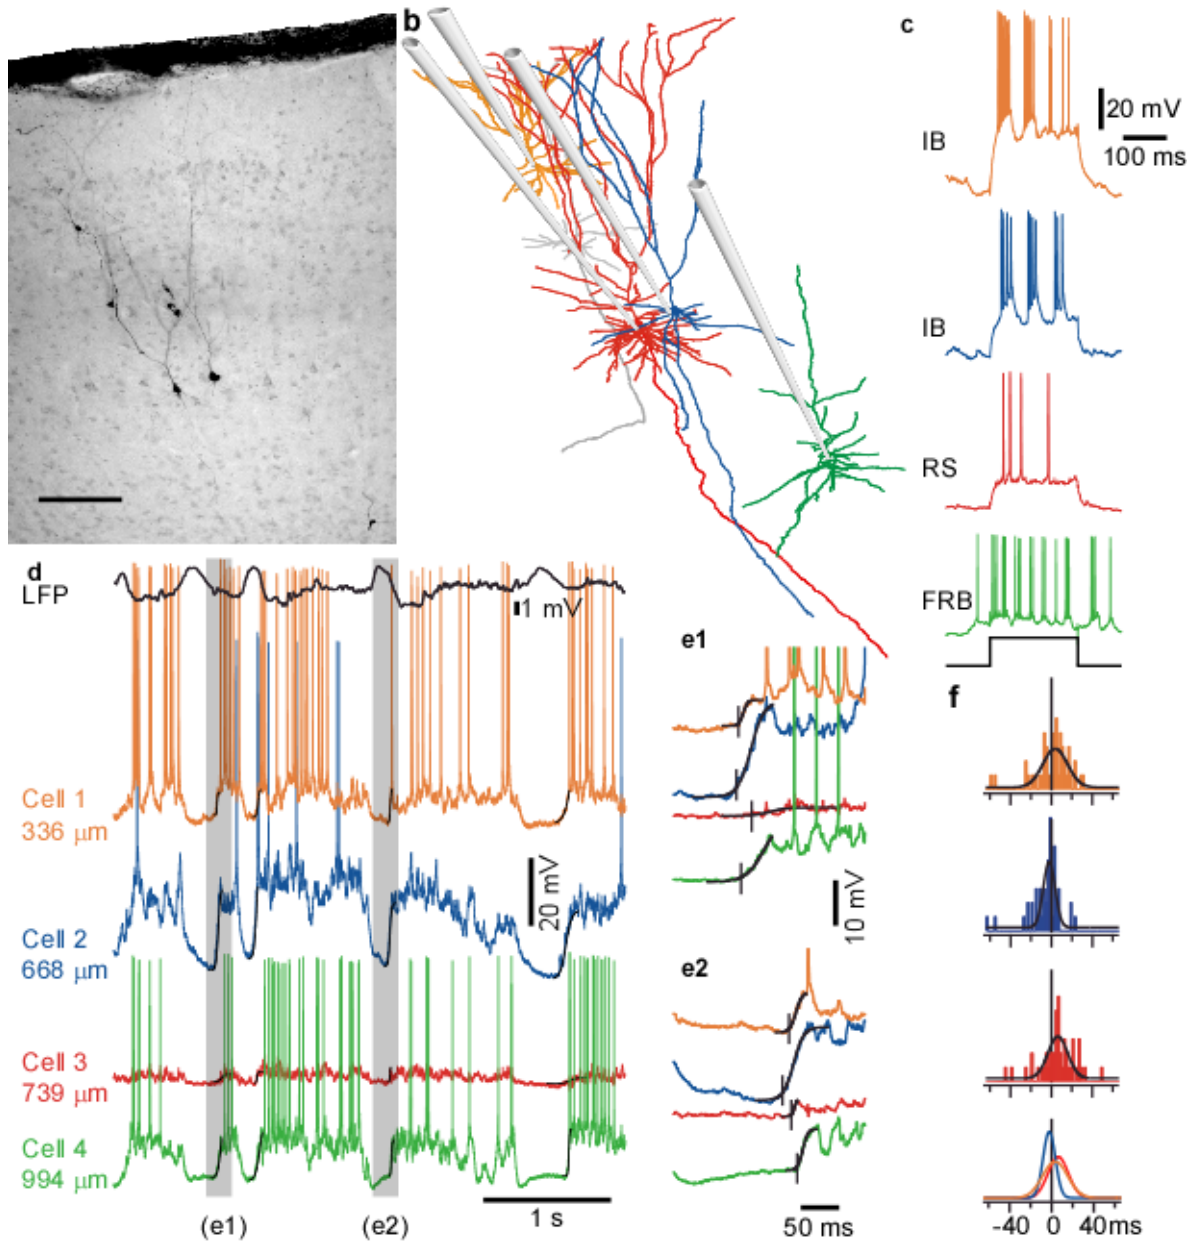 b
c
IB
20 mV
100 ms
IB
RS
FRB
d
LFP
1 mV
Cell 1
336 µm
20 mV
Cell 2
668 µm
Cell 3
739 µm
Cell 4
994 µm
(e1)
(e2)
1 s
e1
10 mV
e2
50 ms
f
-40 0 40ms